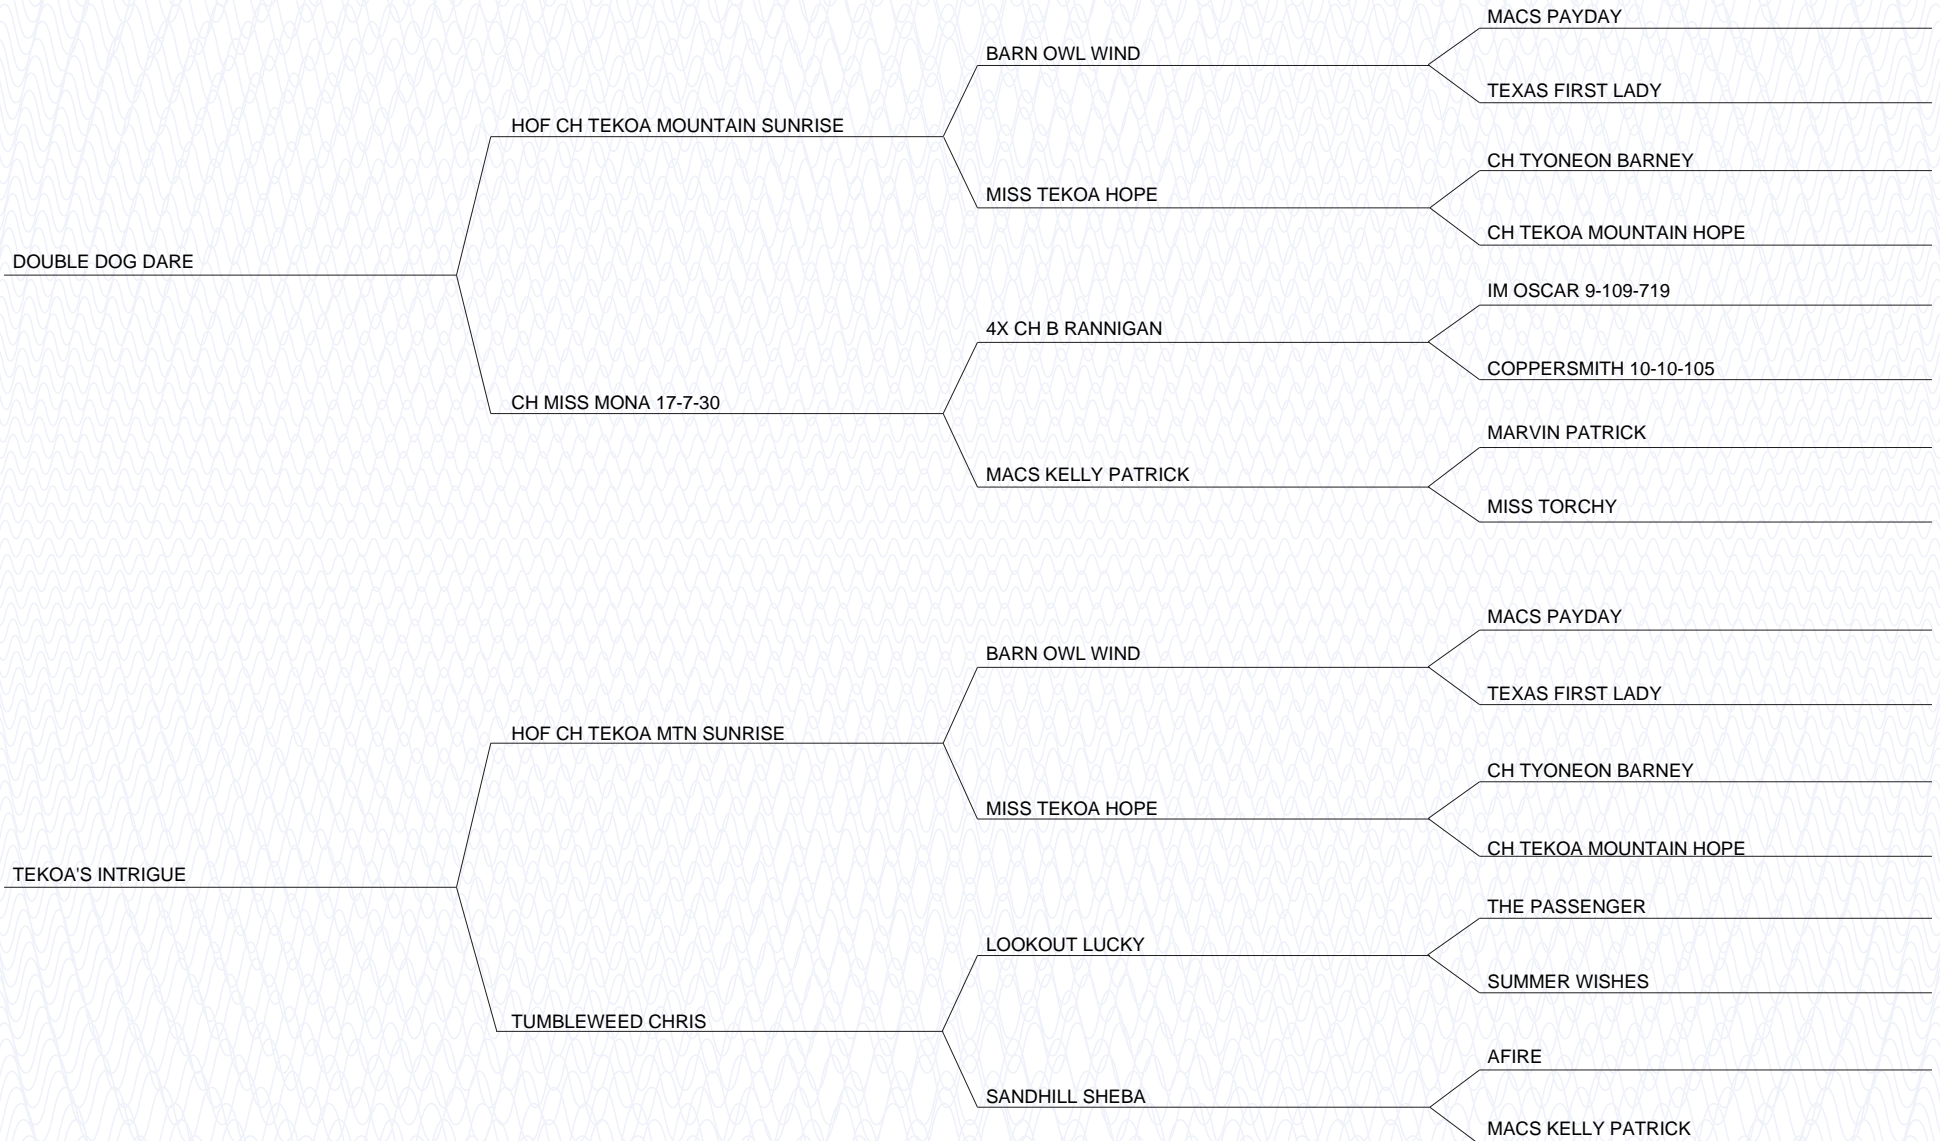 MACS PAYDAY
BARN OWL WIND
TEXAS FIRST LADY
HOF CH TEKOA MOUNTAIN SUNRISE
CH TYONEON BARNEY
MISS TEKOA HOPE
CH TEKOA MOUNTAIN HOPE
DOUBLE DOG DARE
IM OSCAR 9-109-719
4X CH B RANNIGAN
COPPERSMITH 10-10-105
CH MISS MONA 17-7-30
MARVIN PATRICK
MACS KELLY PATRICK
MISS TORCHY
MACS PAYDAY
BARN OWL WIND
TEXAS FIRST LADY
HOF CH TEKOA MTN SUNRISE
CH TYONEON BARNEY
MISS TEKOA HOPE
CH TEKOA MOUNTAIN HOPE
TEKOA'S INTRIGUE
THE PASSENGER
LOOKOUT LUCKY
SUMMER WISHES
TUMBLEWEED CHRIS
AFIRE
SANDHILL SHEBA
MACS KELLY PATRICK